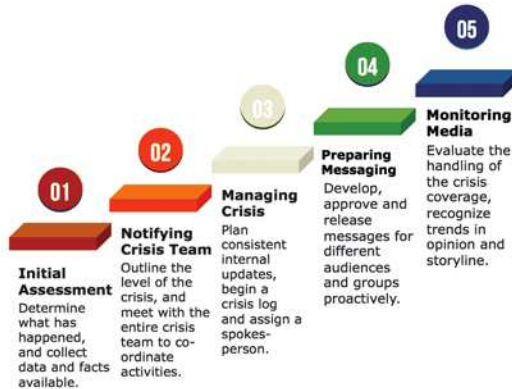 01
Initial
Assessment
Determine
what has
happened,
and collect
data and facts
available.
02
Notifying
Crisis Team
Outline the
level of the
crisis, and
meet with the
entire crisis
team to co-
ordinate
activities.
03
Managing
Crisis
Plan
consistent
internal
updates,
begin a
crisis log
and assign a
spokes-
person.
04
Preparing
Messaging
Develop,
approve and
release
messages for
different
audiences
and groups
proactively.
05
Monitoring
Media
Evaluate the
handling of
the crisis
coverage,
recognize
trends in
opinion and
storyline.